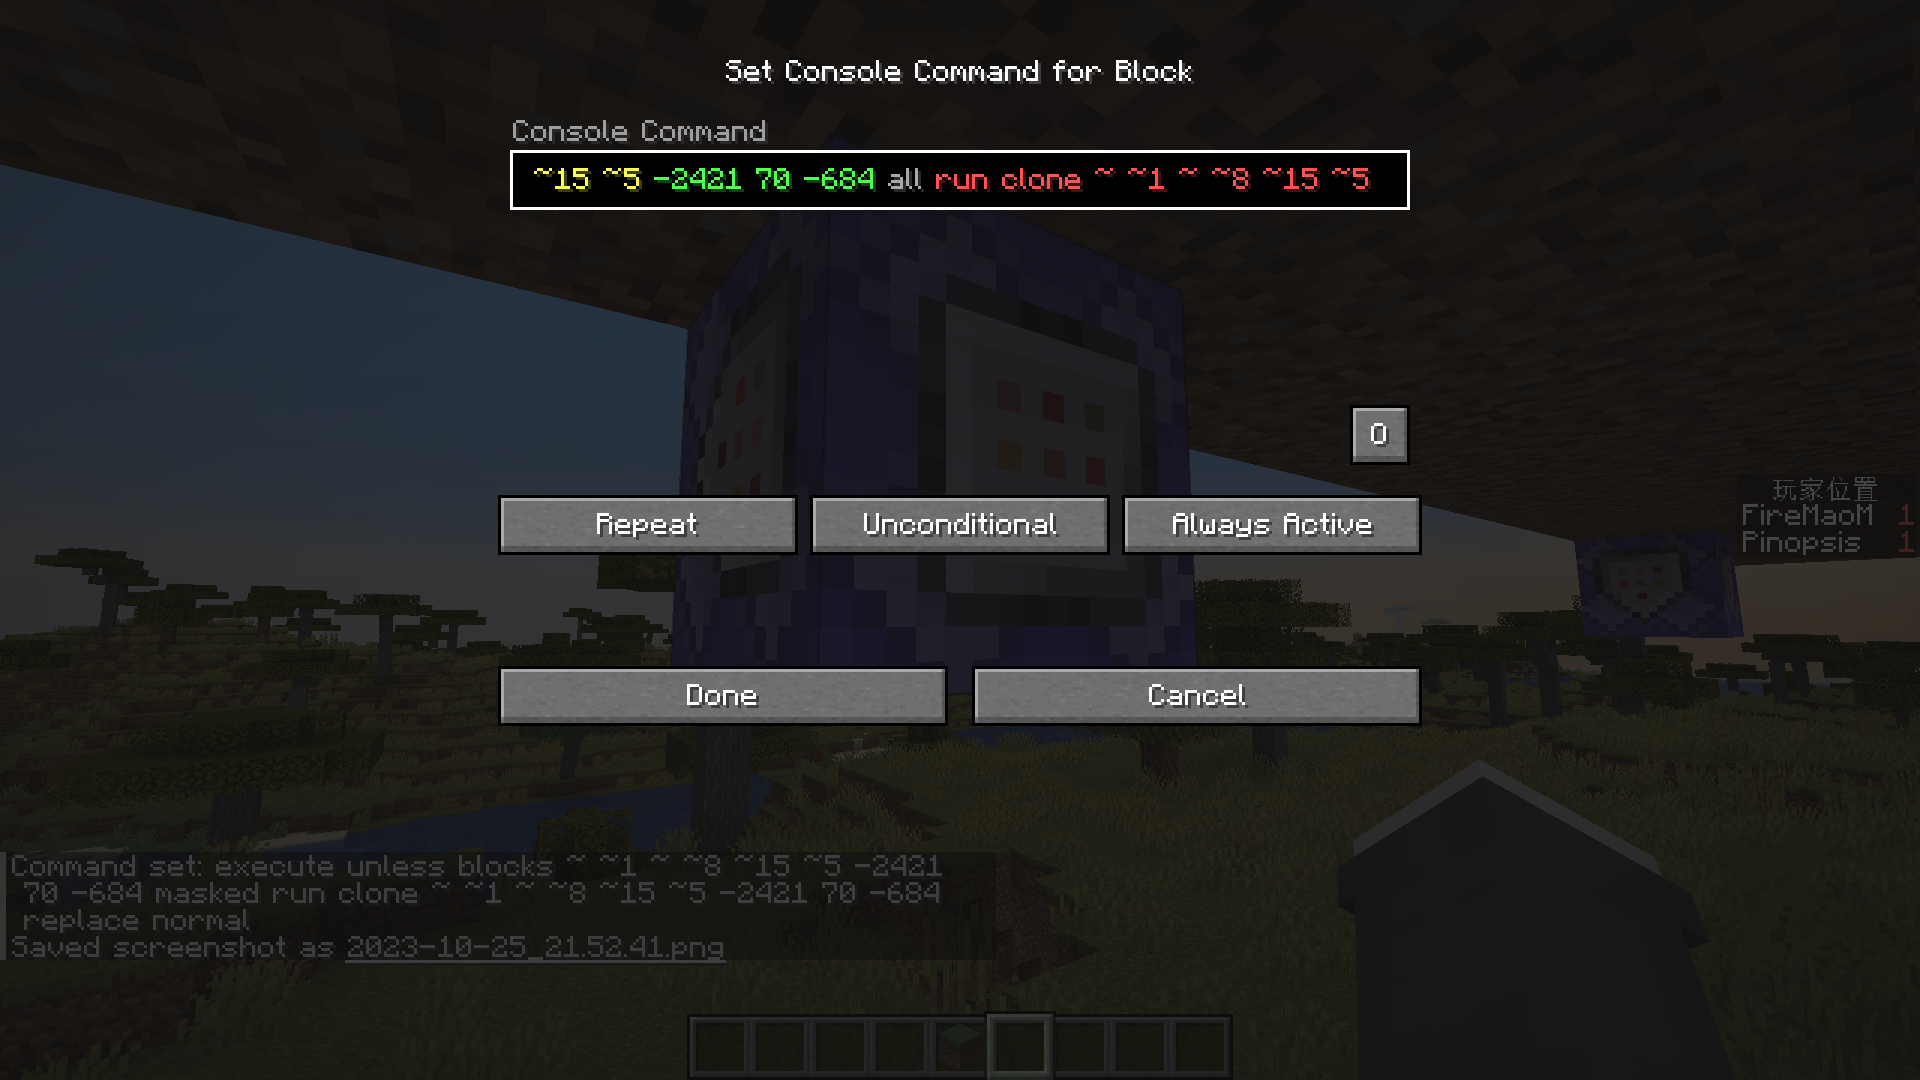 Set Console Command for Block
Console Command
~15 ~5 -2421 70 -684 all run clone ~ ~1 ~ ~8 ~15 ~5
O
Repeat
Unconditional
Always Active
玩家位置
FireMaoM 1
Pinopsis 1
Done
Cancel
Command set: execute unless blocks ~ ~1 ~ ~8 ~15 ~5 -2421
70 -684 masked run clone ~ ~1 ~ ~8 ~15 ~5 -2421 70 -684
replace normal
Saved screenshot as 2023-10-25_21.52.41.png